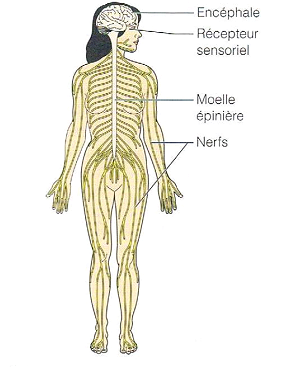 Encéphale
Récepteur
sensoriel
Moelle
épinière
Nerfs